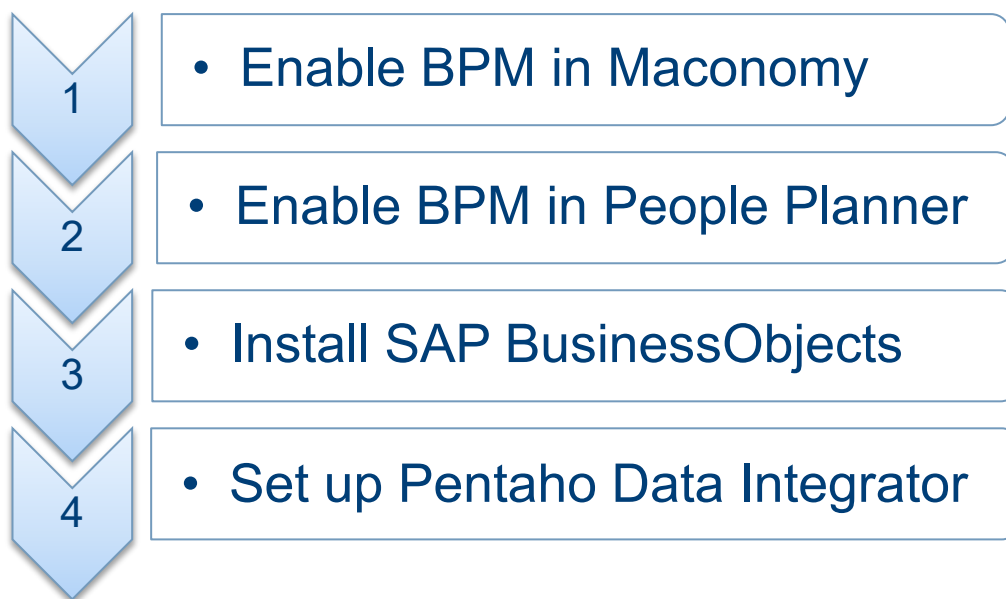 1
• Enable BPM in Maconomy
2
• Enable BPM in People Planner
3
• Install SAP BusinessObjects
4
• Set up Pentaho Data Integrator